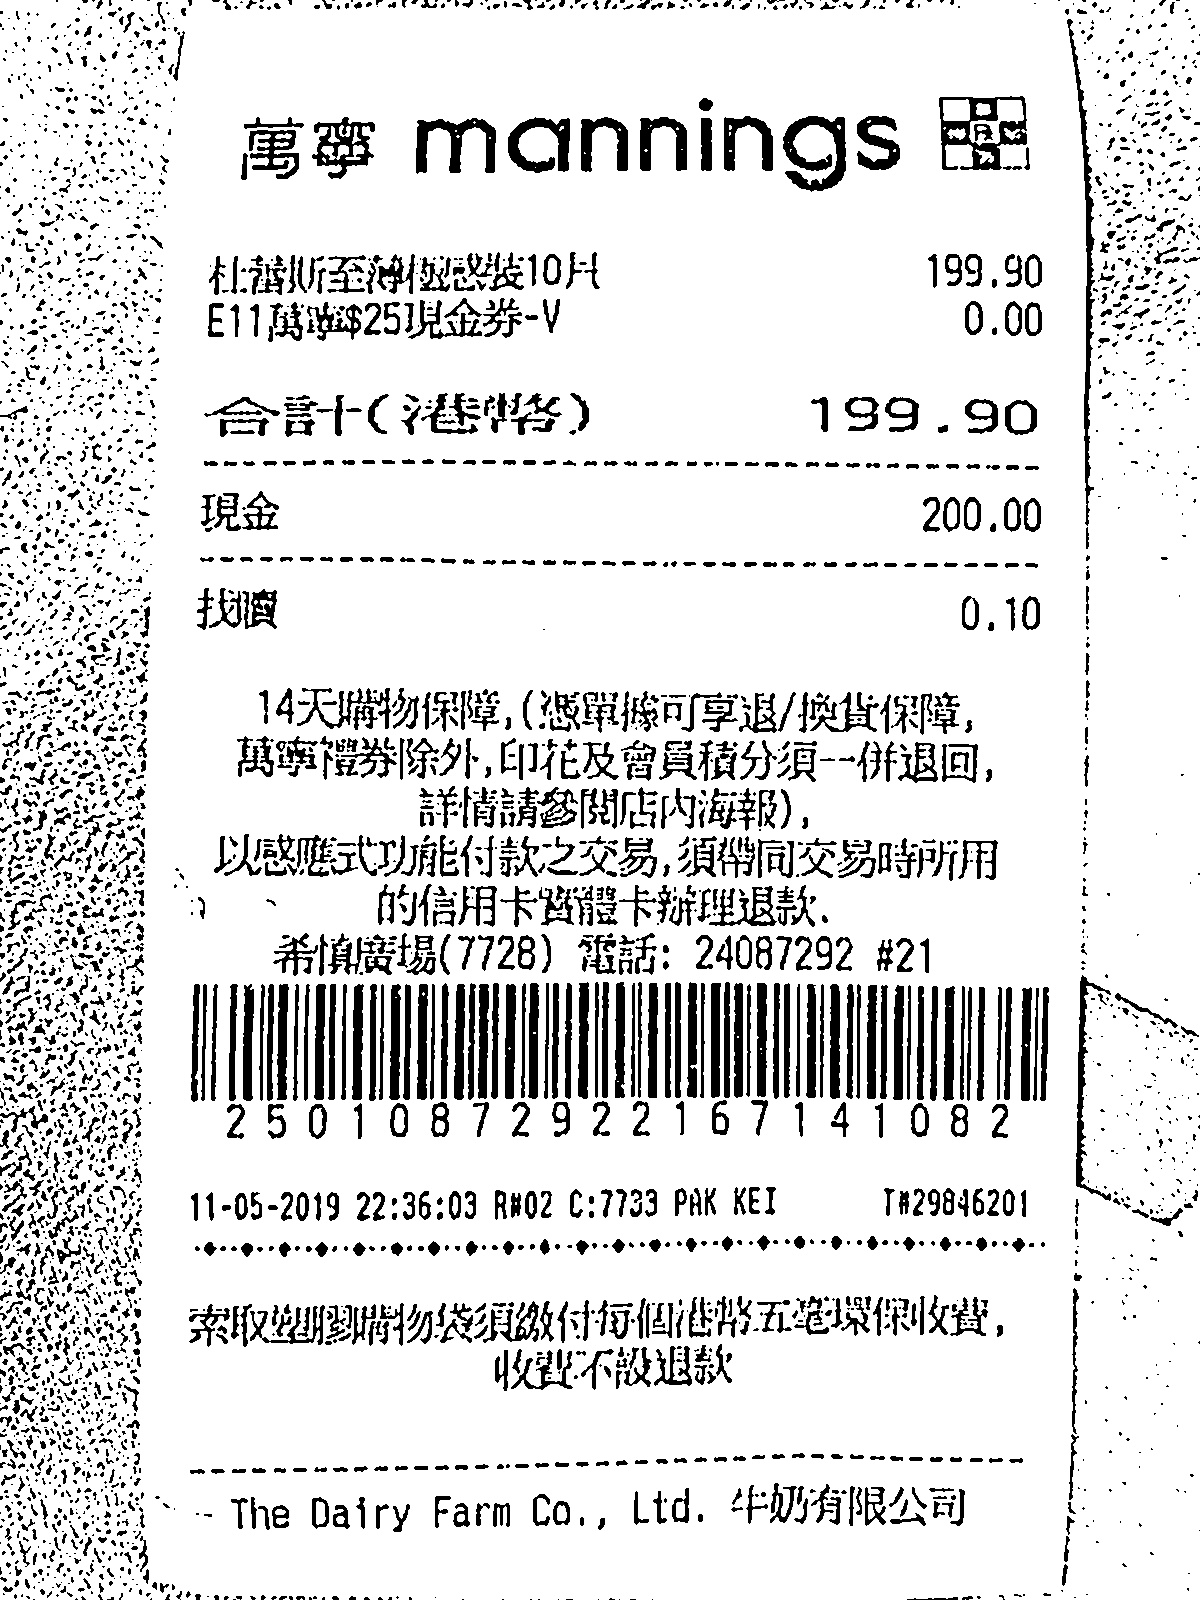 萬寧 mannings
杜蕾斯至薄極惑裝10片 199.90
E11萬寧$25現金券-V 0.00
合計(港幣) 199.90
現金 200.00
找贖 0.10
14天購物保障,(憑單據可享退/換貨保障,
萬寧禮券除外,印花及會員積分須一併退回,
詳情請參閱店內海報),
以感應式功能付款之交易,須帶同交易時所用
的信用卡實體卡辦理退款.
希慎廣場(7728) 電話: 24087292 #21
25010872922167141082
11-05-2019 22:36:03 R#02 C:7733 PAK KEI T#29846201
索取塑膠購物袋須繳付每個港幣五毫環保收費,
收費不設退款
The Dairy Farm Co., Ltd. 牛奶有限公司